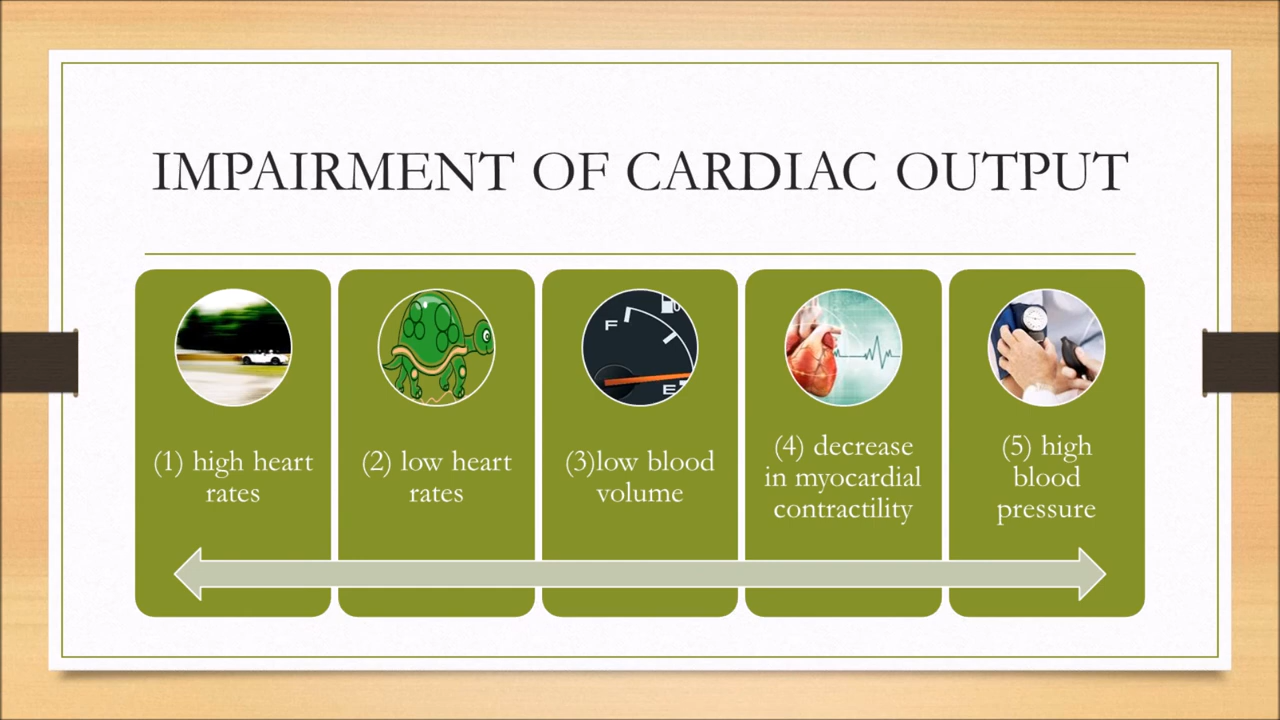 IMPAIRMENT OF CARDIAC OUTPUT
F
E
(1) high heart
rates
(2) low heart
rates
(3)low blood
volume
(4) decrease
in myocardial
contractility
(5) high
blood
pressure